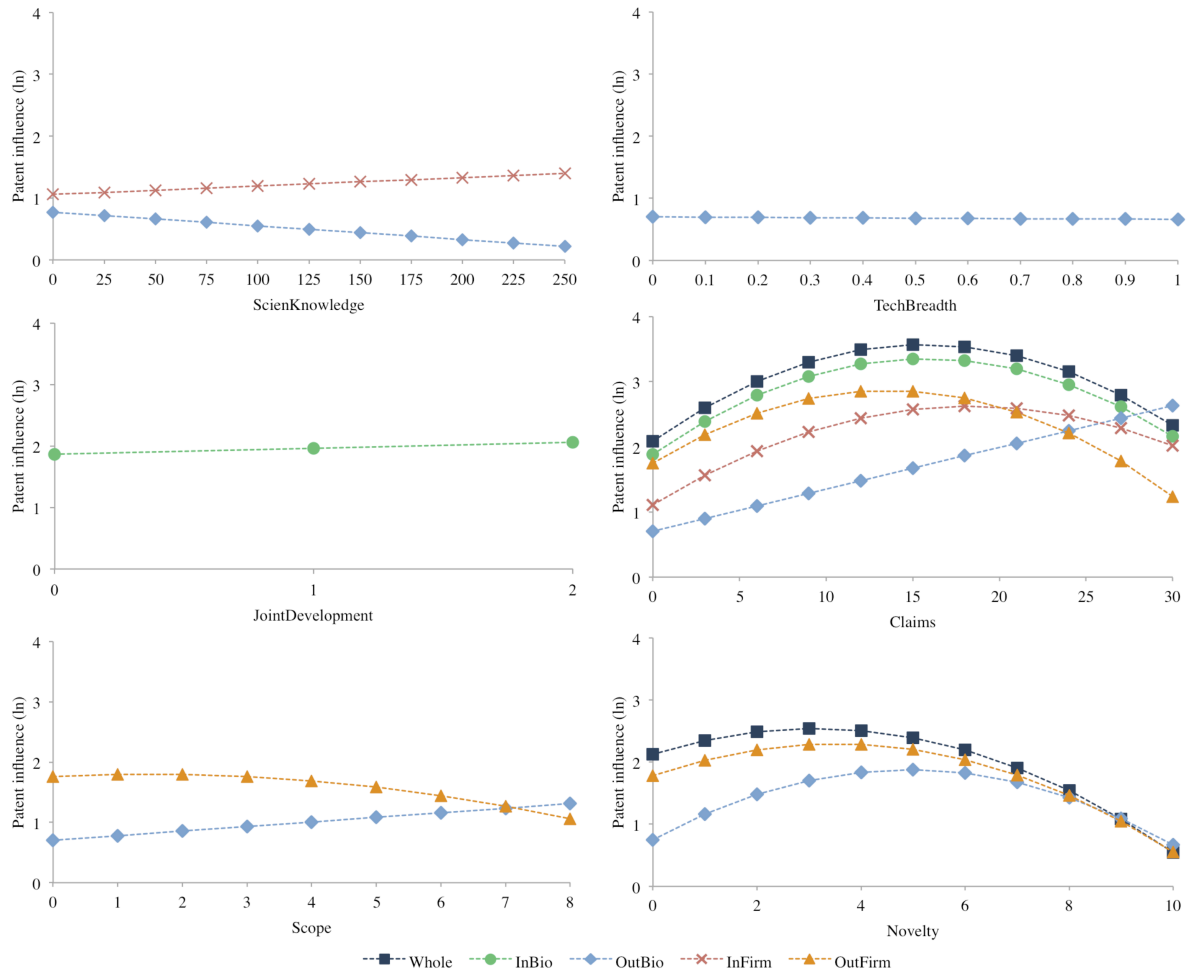 4
3
2
1
0
Patent influence (ln)
0 25 50 75 100 125 150 175 200 225 250
ScienKnowledge
4
3
2
1
0
Patent influence (ln)
0 0.1 0.2 0.3 0.4 0.5 0.6 0.7 0.8 0.9 1
TechBreadth
4
3
2
1
0
Patent influence (ln)
0 1 2
JointDevelopment
4
3
2
1
0
Patent influence (ln)
0 5 10 15 20 25 30
Claims
4
3
2
1
0
Patent influence (ln)
0 1 2 3 4 5 6 7 8
Scope
4
3
2
1
0
Patent influence (ln)
0 2 4 6 8 10
Novelty
Whole InBio OutBio InFirm OutFirm